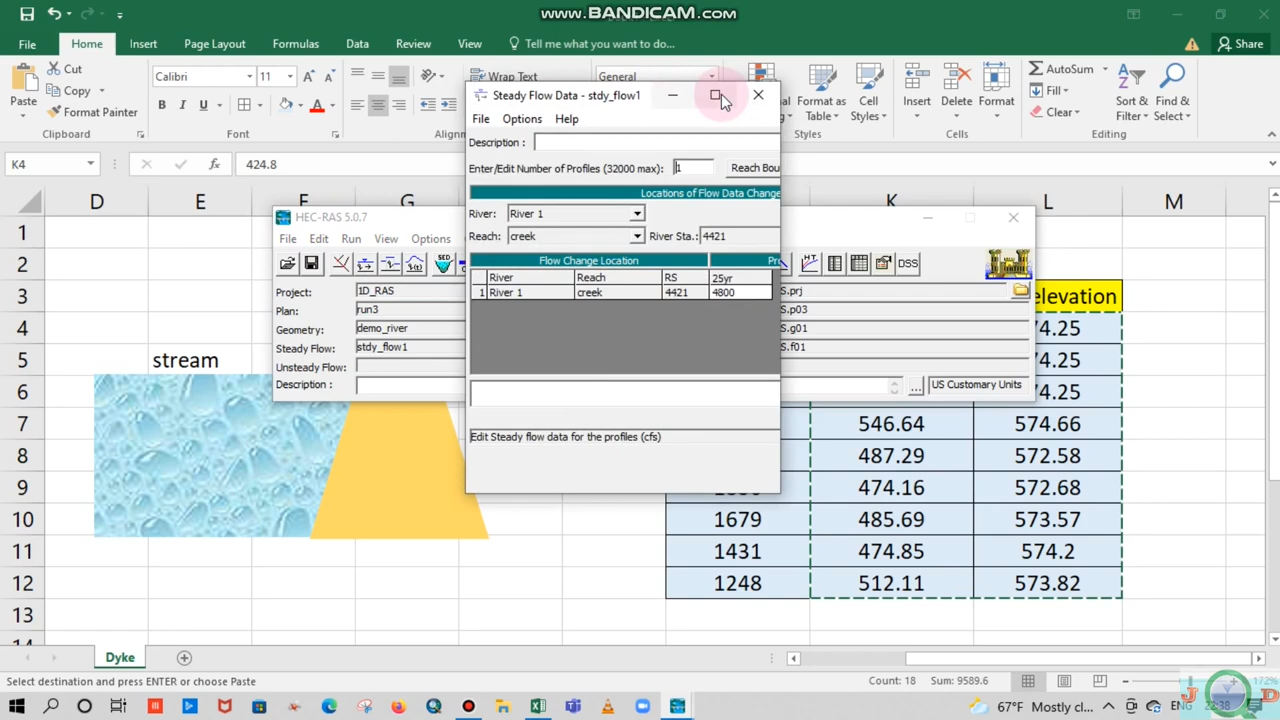 www.BANDICAM.com
File Home Insert Page Layout Formulas Data Review View Tell me what you want to do... Share
Cut
Copy
Format Painter
Paste
Clipboard
Calibri 11
B I U
Font
Wrap Text
General
Format as Table
Cell Styles
Styles
Insert Delete Format
Cells
AutoSum
Fill
Clear
Sort & Filter
Find & Select
Editing
K4 fx 424.8
D E F G K L M
Steady Flow Data - stdy_flow1
File Options Help
Description :
Enter/Edit Number of Profiles (32000 max): 1 Reach Bou
Locations of Flow Data Change
River: River 1
Reach: creek River Sta.: 4421
Flow Change Location Pro
River Reach RS 25yr
1 River 1 creek 4421 4800
Edit Steady flow data for the profiles (cfs)
HEC-RAS 5.0.7
File Edit Run View Options
DSS
Project: 1D_RAS S.prj
Plan: run3 S.p03
Geometry: demo_river S.g01
Steady Flow: stdy_flow1 S.f01
Unsteady Flow:
Description : ... US Customary Units
1
2
3 elevation
4 74.25
5 stream 74.25
6 74.25
7 546.64 574.66
8 487.29 572.58
9 474.16 572.68
10 1679 485.69 573.57
11 1431 474.85 574.2
12 1248 512.11 573.82
13
14
Dyke
Select destination and press ENTER or choose Paste Count: 18 Sum: 9589.6 172%
67°F Mostly cl... ENG 22:38
J D